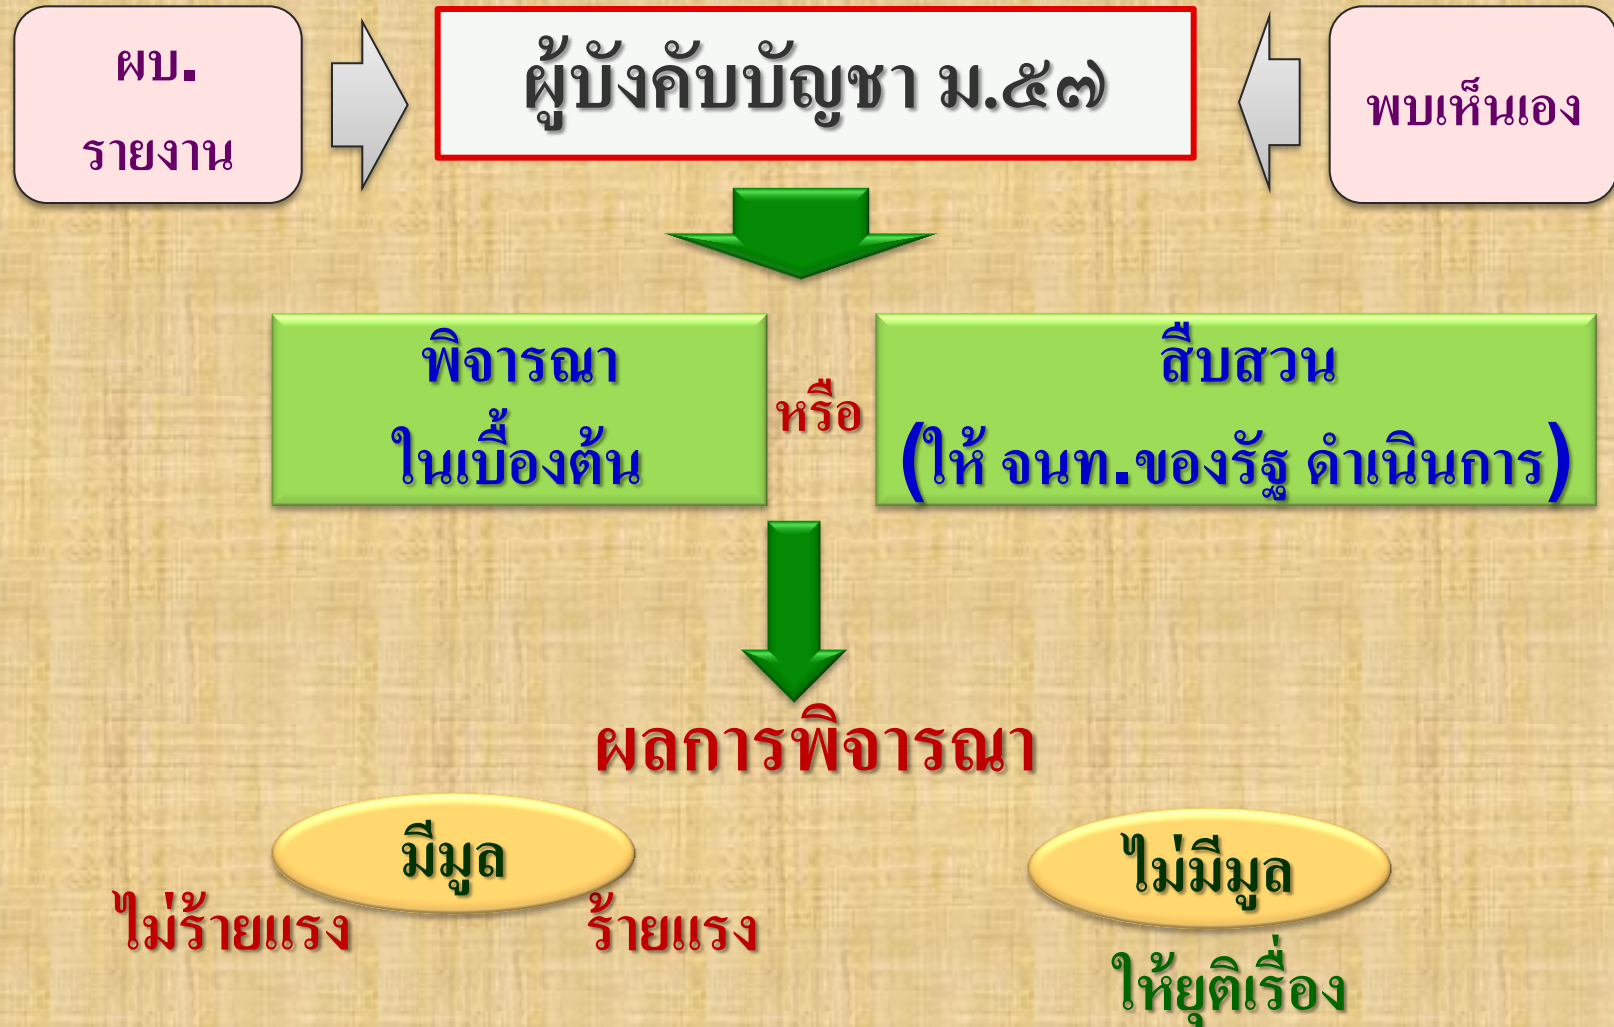 ผบ.
รายงาน
ผู้บังคับบัญชา ม.๕๗
พบเห็นเอง
พิจารณา
ในเบื้องต้น
หรือ
สืบสวน
(ให้ จนท.ของรัฐ ดำเนินการ)
ผลการพิจารณา
มีมูล
ไม่ร้ายแรง
ร้ายแรง
ไม่มีมูล
ให้ยุติเรื่อง